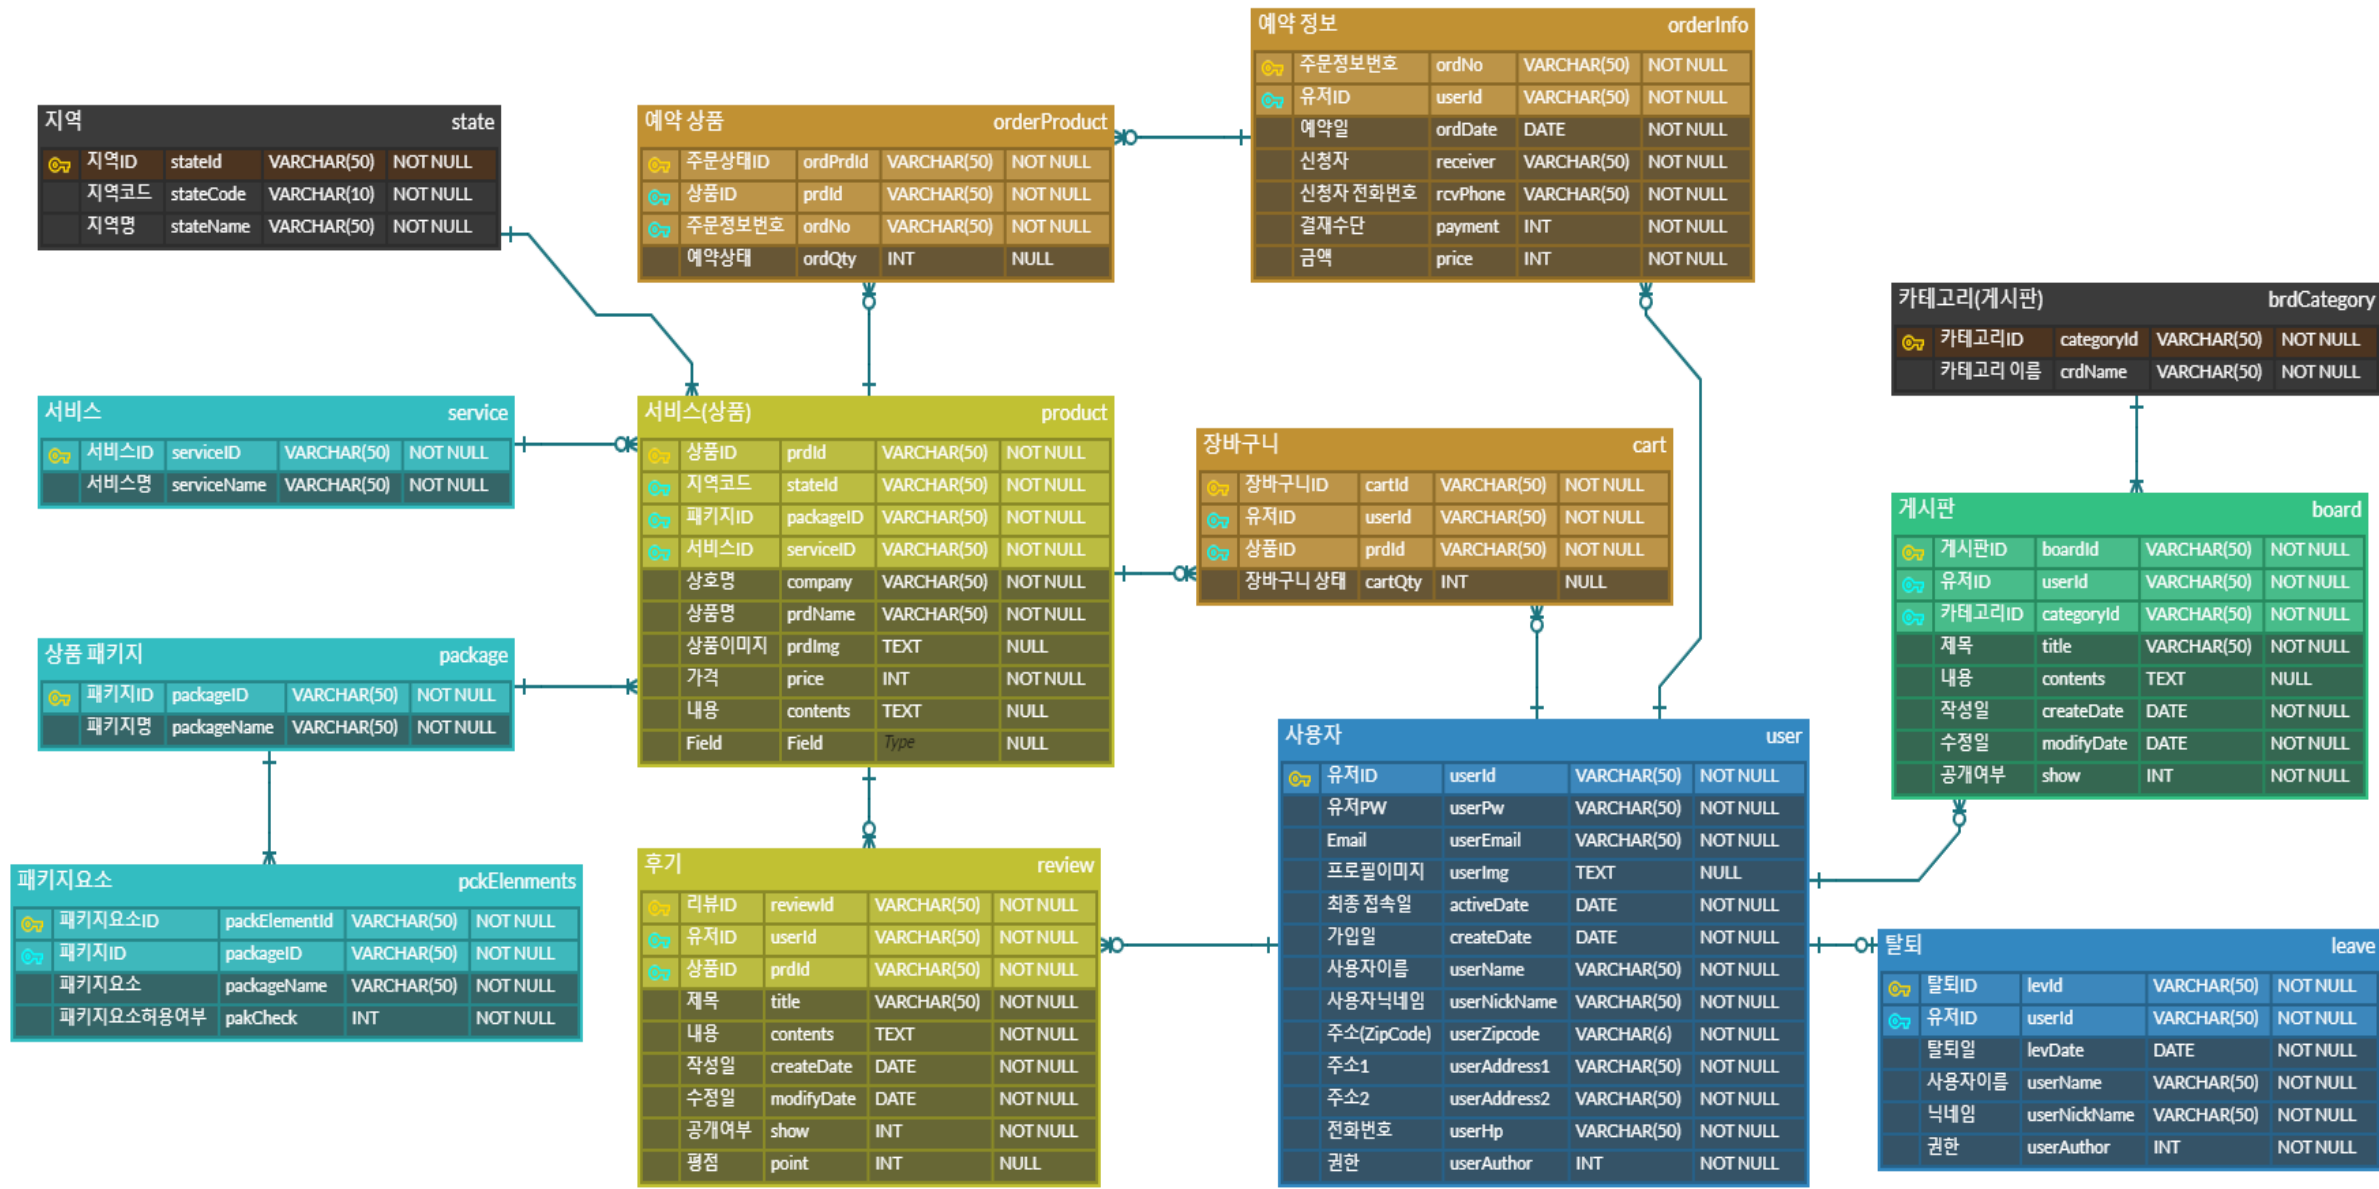 예약 정보 orderInfo
주문정보번호 ordNo VARCHAR(50) NOT NULL
유저ID userId VARCHAR(50) NOT NULL
예약일 ordDate DATE NOT NULL
신청자 receiver VARCHAR(50) NOT NULL
신청자 전화번호 rcvPhone VARCHAR(50) NOT NULL
결재수단 payment INT NOT NULL
금액 price INT NOT NULL
지역 state
지역ID stateId VARCHAR(50) NOT NULL
지역코드 stateCode VARCHAR(10) NOT NULL
지역명 stateName VARCHAR(50) NOT NULL
예약 상품 orderProduct
주문상태ID ordPrdId VARCHAR(50) NOT NULL
상품ID prdId VARCHAR(50) NOT NULL
주문정보번호 ordNo VARCHAR(50) NOT NULL
예약상태 ordQty INT NULL
카테고리(게시판) brdCategory
카테고리ID categoryId VARCHAR(50) NOT NULL
카테고리 이름 crdName VARCHAR(50) NOT NULL
서비스 service
서비스ID serviceID VARCHAR(50) NOT NULL
서비스명 serviceName VARCHAR(50) NOT NULL
서비스(상품) product
상품ID prdId VARCHAR(50) NOT NULL
지역코드 stateId VARCHAR(50) NOT NULL
패키지ID packageID VARCHAR(50) NOT NULL
서비스ID serviceID VARCHAR(50) NOT NULL
상호명 company VARCHAR(50) NOT NULL
상품명 prdName VARCHAR(50) NOT NULL
상품이미지 prdImg TEXT NULL
가격 price INT NOT NULL
내용 contents TEXT NULL
Field Field Type NULL
장바구니 cart
장바구니ID cartId VARCHAR(50) NOT NULL
유저ID userId VARCHAR(50) NOT NULL
상품ID prdId VARCHAR(50) NOT NULL
장바구니 상태 cartQty INT NULL
게시판 board
게시판ID boardId VARCHAR(50) NOT NULL
유저ID userId VARCHAR(50) NOT NULL
카테고리ID categoryId VARCHAR(50) NOT NULL
제목 title VARCHAR(50) NOT NULL
내용 contents TEXT NULL
작성일 createDate DATE NOT NULL
수정일 modifyDate DATE NOT NULL
공개여부 show INT NOT NULL
상품 패키지 package
패키지ID packageID VARCHAR(50) NOT NULL
패키지명 packageName VARCHAR(50) NOT NULL
사용자 user
유저ID userId VARCHAR(50) NOT NULL
유저PW userPw VARCHAR(50) NOT NULL
Email userEmail VARCHAR(50) NOT NULL
프로필이미지 userImg TEXT NULL
최종 접속일 activeDate DATE NOT NULL
가입일 createDate DATE NOT NULL
사용자이름 userName VARCHAR(50) NOT NULL
사용자닉네임 userNickName VARCHAR(50) NOT NULL
주소(ZipCode) userZipcode VARCHAR(6) NOT NULL
주소1 userAddress1 VARCHAR(50) NOT NULL
주소2 userAddress2 VARCHAR(50) NOT NULL
전화번호 userHp VARCHAR(50) NOT NULL
권한 userAuthor INT NOT NULL
패키지요소 pckElenments
패키지요소ID packElementId VARCHAR(50) NOT NULL
패키지ID packageID VARCHAR(50) NOT NULL
패키지요소 packageName VARCHAR(50) NOT NULL
패키지요소허용여부 pakCheck INT NOT NULL
후기 review
리뷰ID reviewId VARCHAR(50) NOT NULL
유저ID userId VARCHAR(50) NOT NULL
상품ID prdId VARCHAR(50) NOT NULL
제목 title VARCHAR(50) NOT NULL
내용 contents TEXT NOT NULL
작성일 createDate DATE NOT NULL
수정일 modifyDate DATE NOT NULL
공개여부 show INT NOT NULL
평점 point INT NULL
탈퇴 leave
탈퇴ID levId VARCHAR(50) NOT NULL
유저ID userId VARCHAR(50) NOT NULL
탈퇴일 levDate DATE NOT NULL
사용자이름 userName VARCHAR(50) NOT NULL
닉네임 userNickName VARCHAR(50) NOT NULL
권한 userAuthor INT NOT NULL